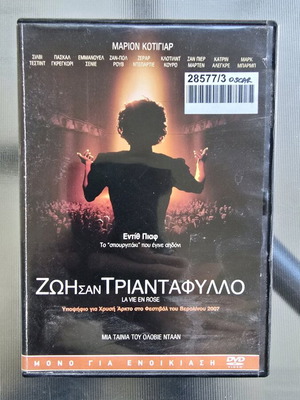 ΜΑΡΙΟΝ ΚΟΤΙΓΙΑΡ
ΣΙΛΒΙ ΤΕΣΤΙΝΤ ΠΑΣΚΑΛ ΓΚΡΕΓΚΟΡΙ ΕΜΜΑΝΟΥΕΛ ΣΕΝΙΕ ΖΑΝ-ΠΟΛ ΡΟΥΒ ΖΕΡΑΡ ΝΤΕΠΑΡΤΙΕ ΚΛΟΤΙΛΝΤ ΚΟΥΡΟ ΖΑΝ ΠΙΕΡ ΜΑΡΤΕΝ ΚΑΤΡΙΝ ΑΛΕΓΚΡΕ ΜΑΡΚ ΜΠΑΡΜΠΕ
28577/3 OSCAR
Εντίθ Πιαφ
Το "σπουργιτάκι" που έγινε αηδόνι
ΖΩΗ ΣΑΝ ΤΡΙΑΝΤΑΦΥΛΛΟ
LA VIE EN ROSE
Υποψήφιο για Χρυσή Άρκτο στο Φεστιβάλ του Βερολίνου 2007
ΜΙΑ ΤΑΙΝΙΑ ΤΟΥ ΟΛΙΒΙΕ ΝΤΑΑΝ
ΜΟΝΟ ΓΙΑ ΕΝΟΙΚΙΑΣΗ
DVD